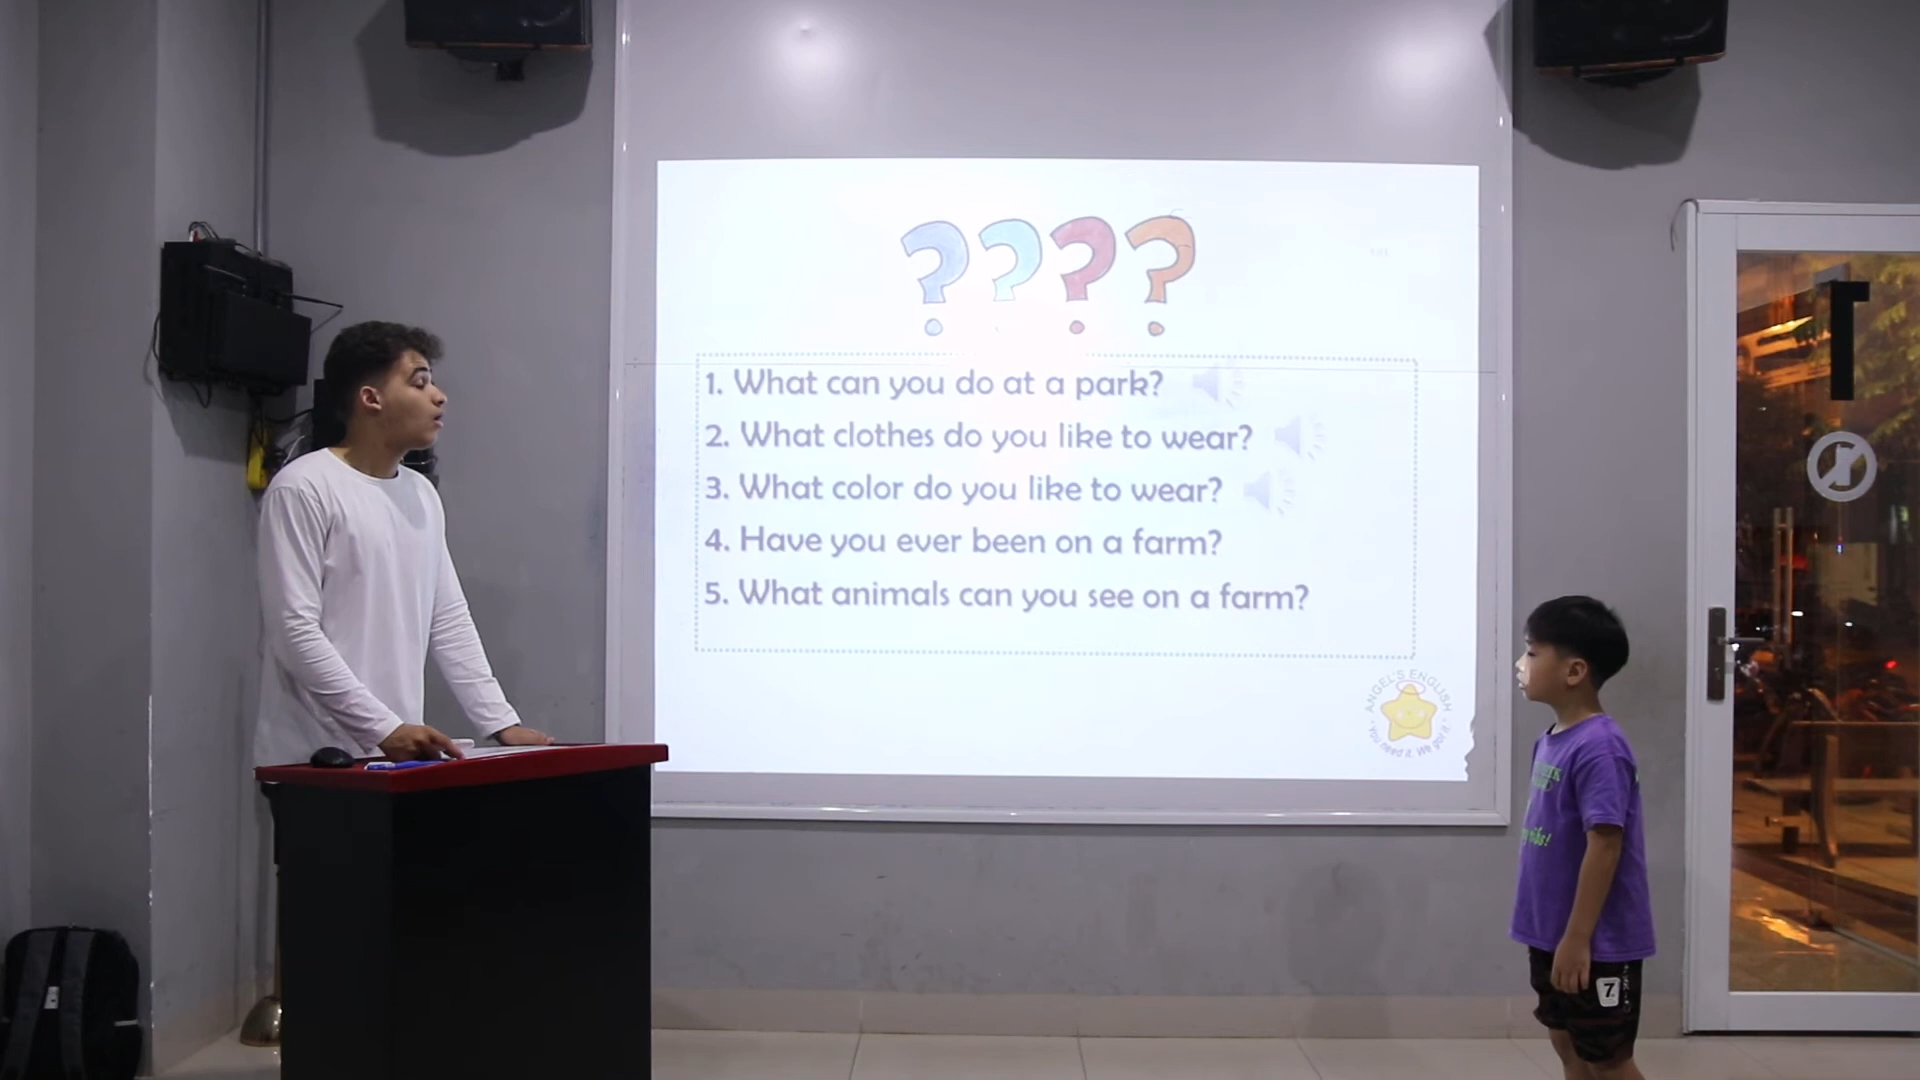 ????
1. What can you do at a park?
2. What clothes do you like to wear?
3. What color do you like to wear?
4. Have you ever been on a farm?
5. What animals can you see on a farm?
ANGEL'S ENGLISH
You need it. We got it
7